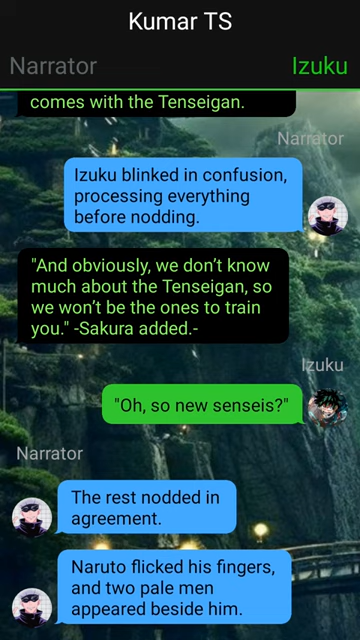 Kumar TS
Narrator
Izuku
comes with the Tenseigan.
Narrator
Izuku blinked in confusion,
processing everything
before nodding.
"And obviously, we don't know
much about the Tenseigan, so
we won't be the ones to train
you." -Sakura added.-
Izuku
"Oh, so new senseis?"
Narrator
The rest nodded in
agreement.
Naruto flicked his fingers,
and two pale men
appeared beside him.